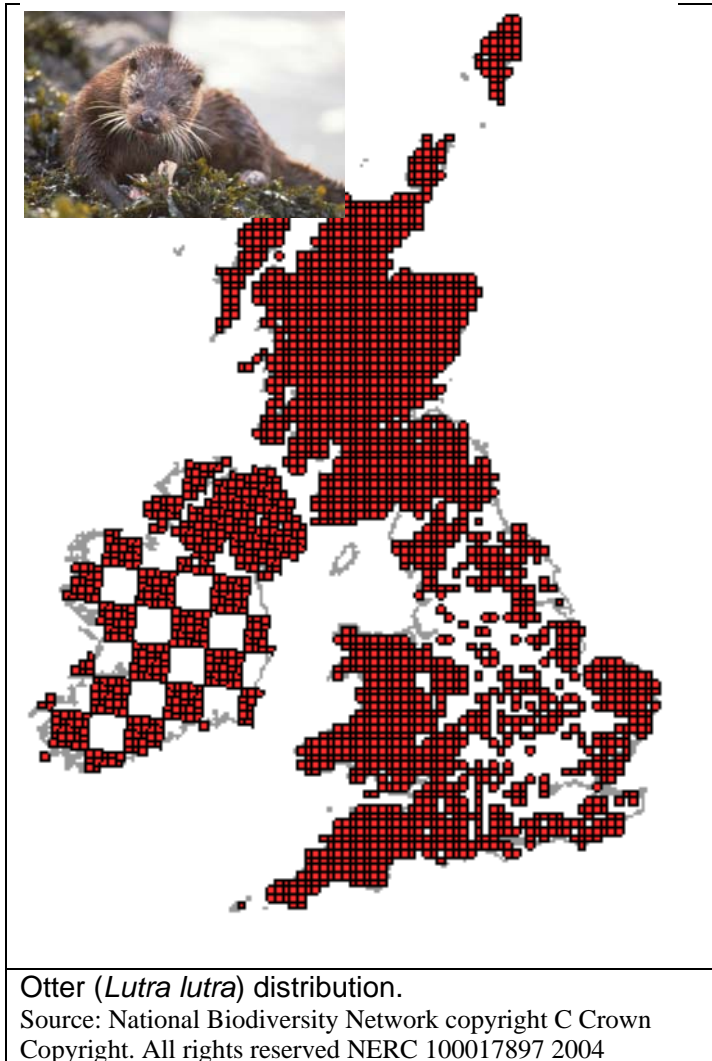 Otter (Lutra lutra) distribution.
Source: National Biodiversity Network copyright C Crown
Copyright. All rights reserved NERC 100017897 2004